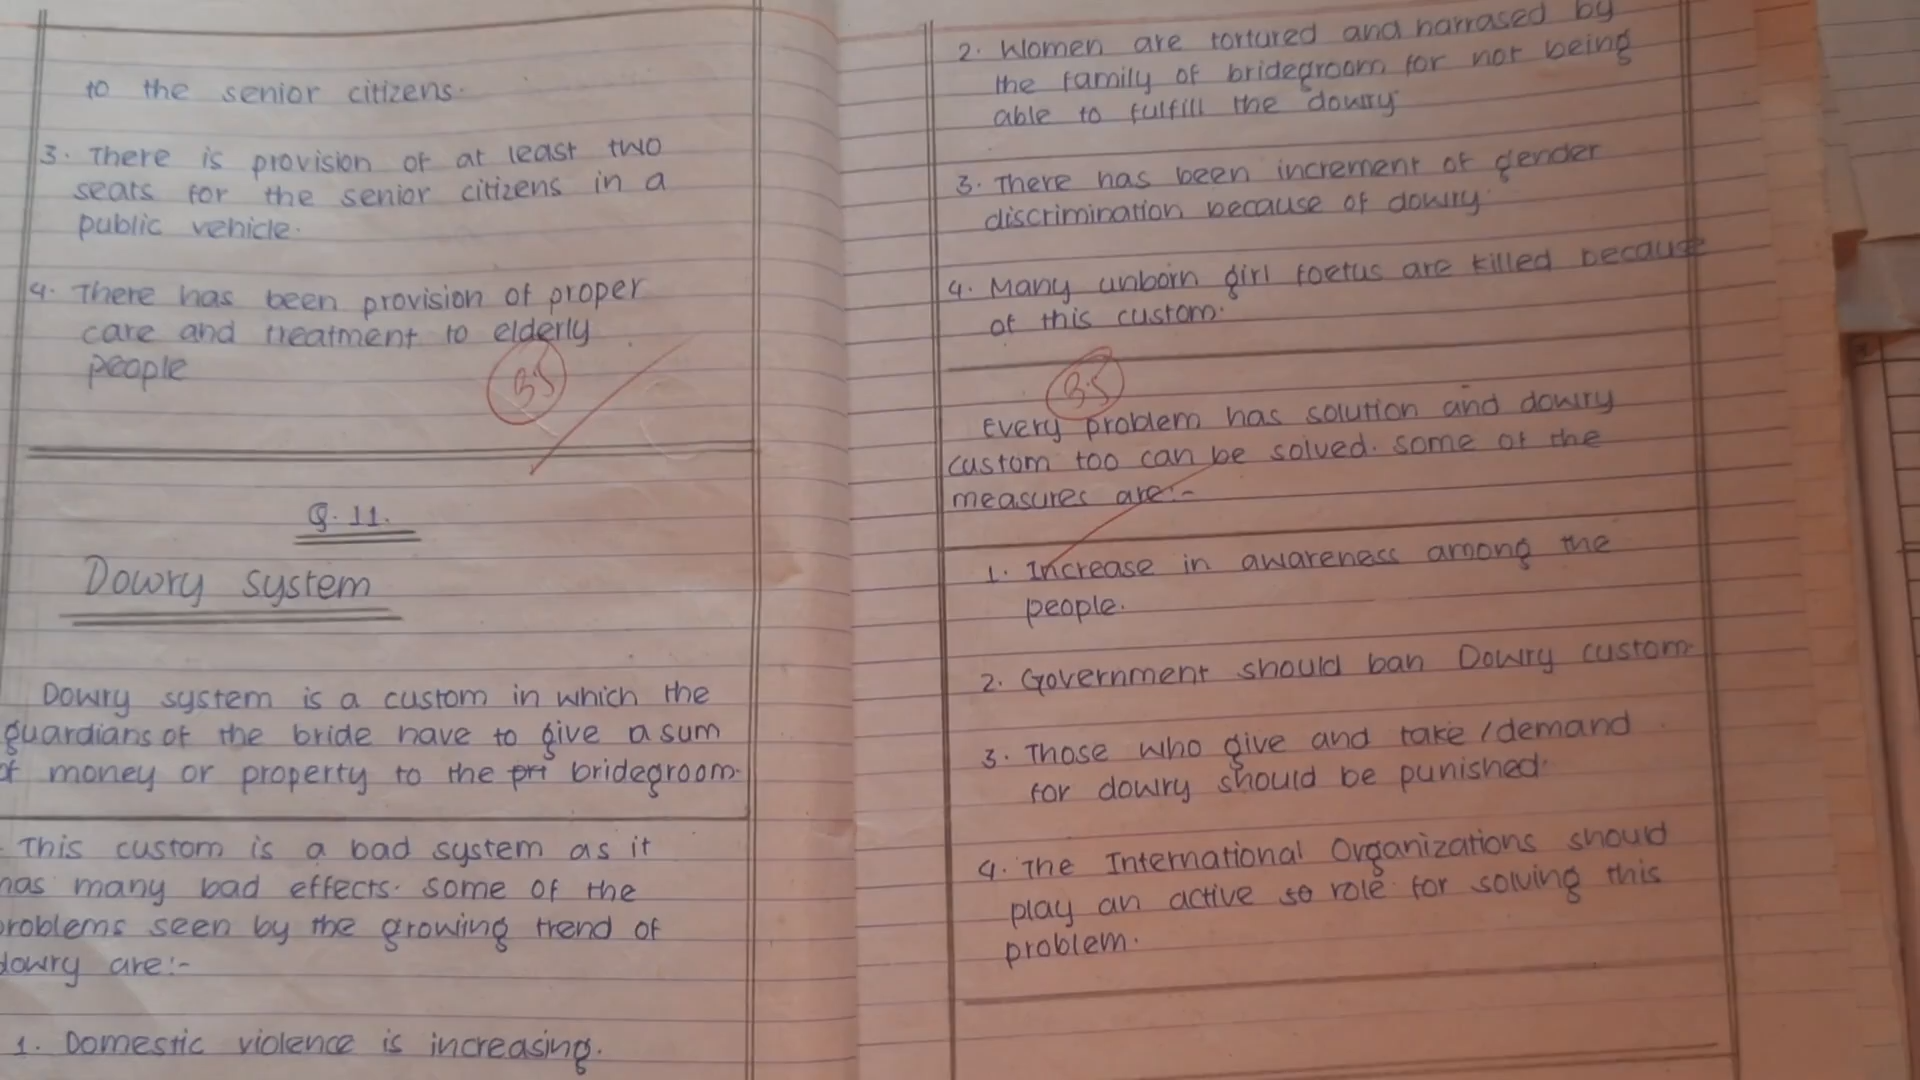 to the senior citizens.
3. There is provision of at least two
seats for the senior citizens in a
public vehicle.
4. There has been provision of proper
care and treatment to elderly
people
3.5
Q. 11.
Dowry system
Dowry system is a custom in which the
guardians of the bride have to give a sum
of money or property to the pri bridegroom.
This custom is a bad system as it
has many bad effects. some of the
problems seen by the growing trend of
dowry are:-
1. Domestic violence is increasing.
2. Women are tortured and harrased by
the family of bridegroom for not being
able to fulfill the dowry
3. There has been increment of gender
discrimination because of dowry.
4. Many unborn girl foetus are killed because
of this custom.
3.5
Every problem has solution and dowry
custom too can be solved. some of the
measures are:-
1. Increase in awareness among the
people.
2. Government should ban Dowry custom.
3. Those who give and take / demand
for dowry should be punished.
4. The International Organizations should
play an active so role for solving this
problem.